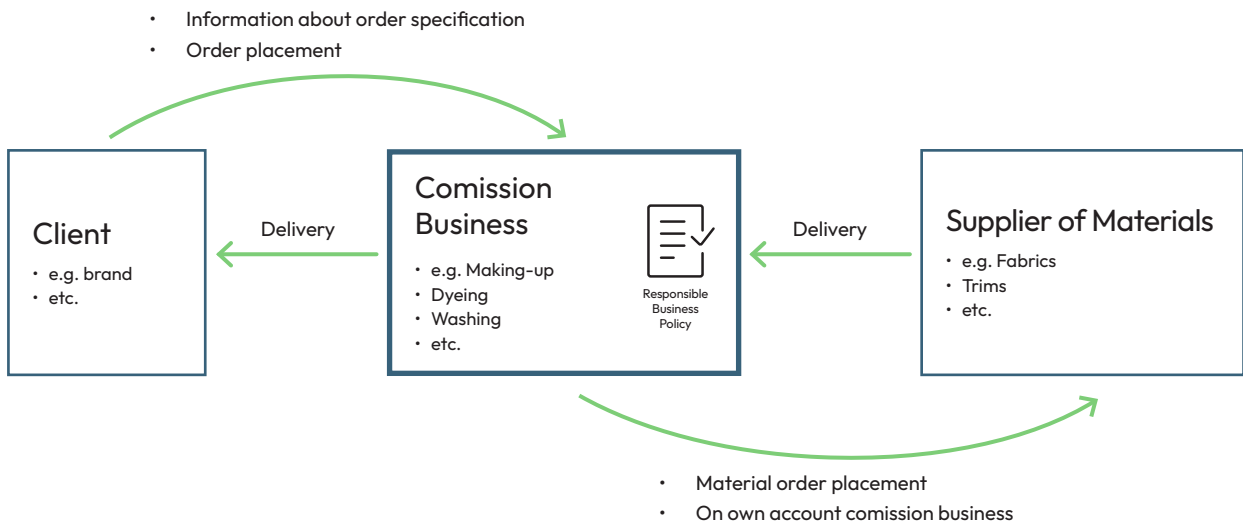 • Information about order specification
• Order placement
Client
• e.g. brand
• etc.
Delivery
Comission
Business
• e.g. Making-up
• Dyeing
• Washing
• etc.
Responsible
Business
Policy
Delivery
Supplier of Materials
• e.g. Fabrics
• Trims
• etc.
• Material order placement
• On own account comission business